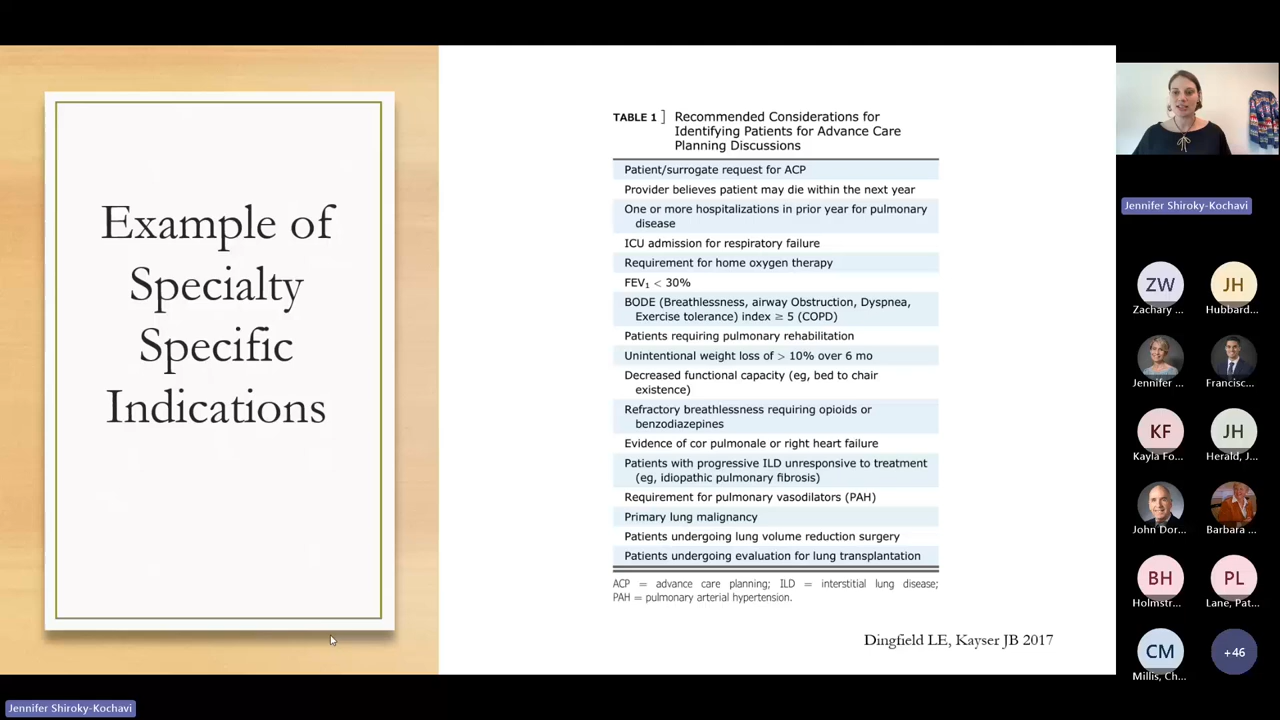 Example of
Specialty
Specific
Indications
TABLE 1 ] Recommended Considerations for
Identifying Patients for Advance Care
Planning Discussions
Patient/surrogate request for ACP
Provider believes patient may die within the next year
One or more hospitalizations in prior year for pulmonary
disease
ICU admission for respiratory failure
Requirement for home oxygen therapy
FEV₁ < 30%
BODE (Breathlessness, airway Obstruction, Dyspnea,
Exercise tolerance) index ≥ 5 (COPD)
Patients requiring pulmonary rehabilitation
Unintentional weight loss of > 10% over 6 mo
Decreased functional capacity (eg, bed to chair
existence)
Refractory breathlessness requiring opioids or
benzodiazepines
Evidence of cor pulmonale or right heart failure
Patients with progressive ILD unresponsive to treatment
(eg, idiopathic pulmonary fibrosis)
Requirement for pulmonary vasodilators (PAH)
Primary lung malignancy
Patients undergoing lung volume reduction surgery
Patients undergoing evaluation for lung transplantation
ACP = advance care planning; ILD = interstitial lung disease;
PAH = pulmonary arterial hypertension.
Dingfield LE, Kayser JB 2017
Jennifer Shiroky-Kochavi
ZW JH
Zachary ... Hubbard...
Jennifer ... Francisc...
KF JH
Kayla Fo... Herald, J...
John Dor... Barbara ...
BH PL
Holmstr... Lane, Pat...
CM +46
Millis, Ch...
Jennifer Shiroky-Kochavi